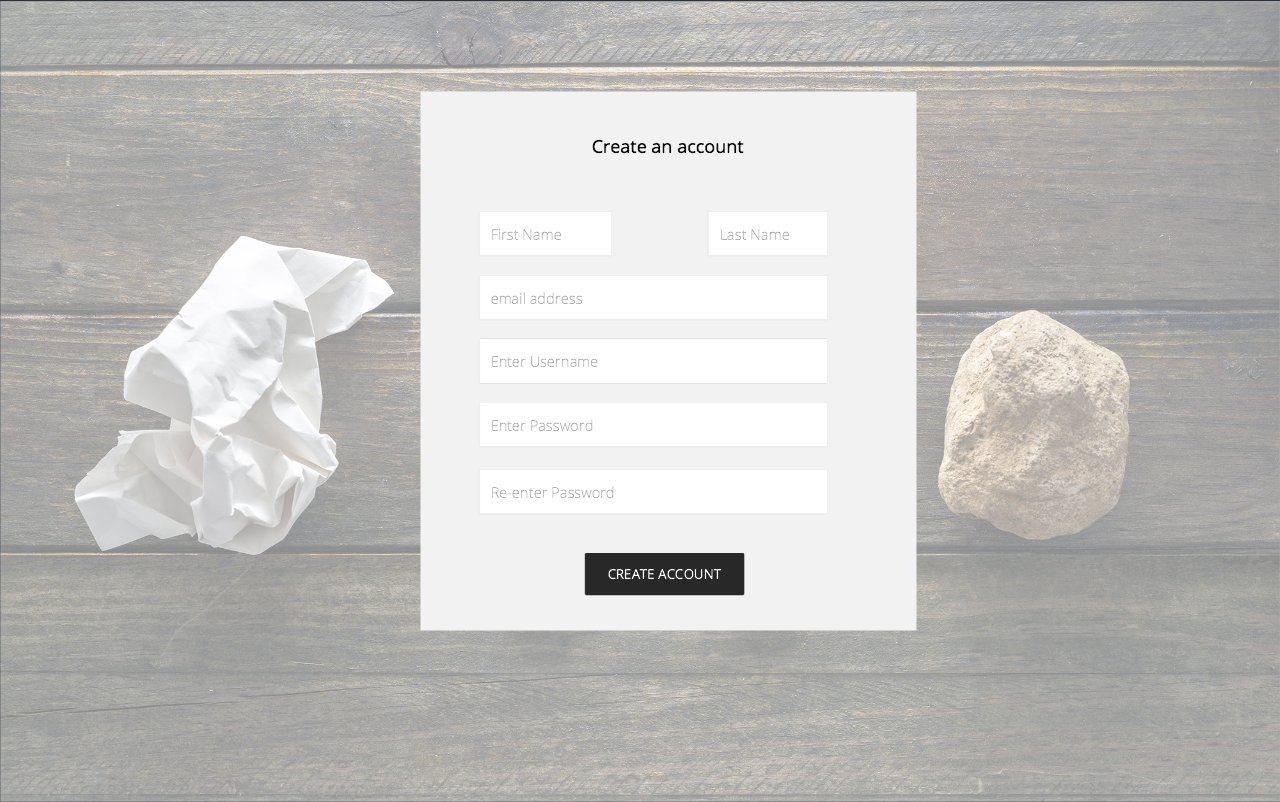 Create an account
First Name Last Name
email address
Enter Username
Enter Password
Re-enter Password
CREATE ACCOUNT